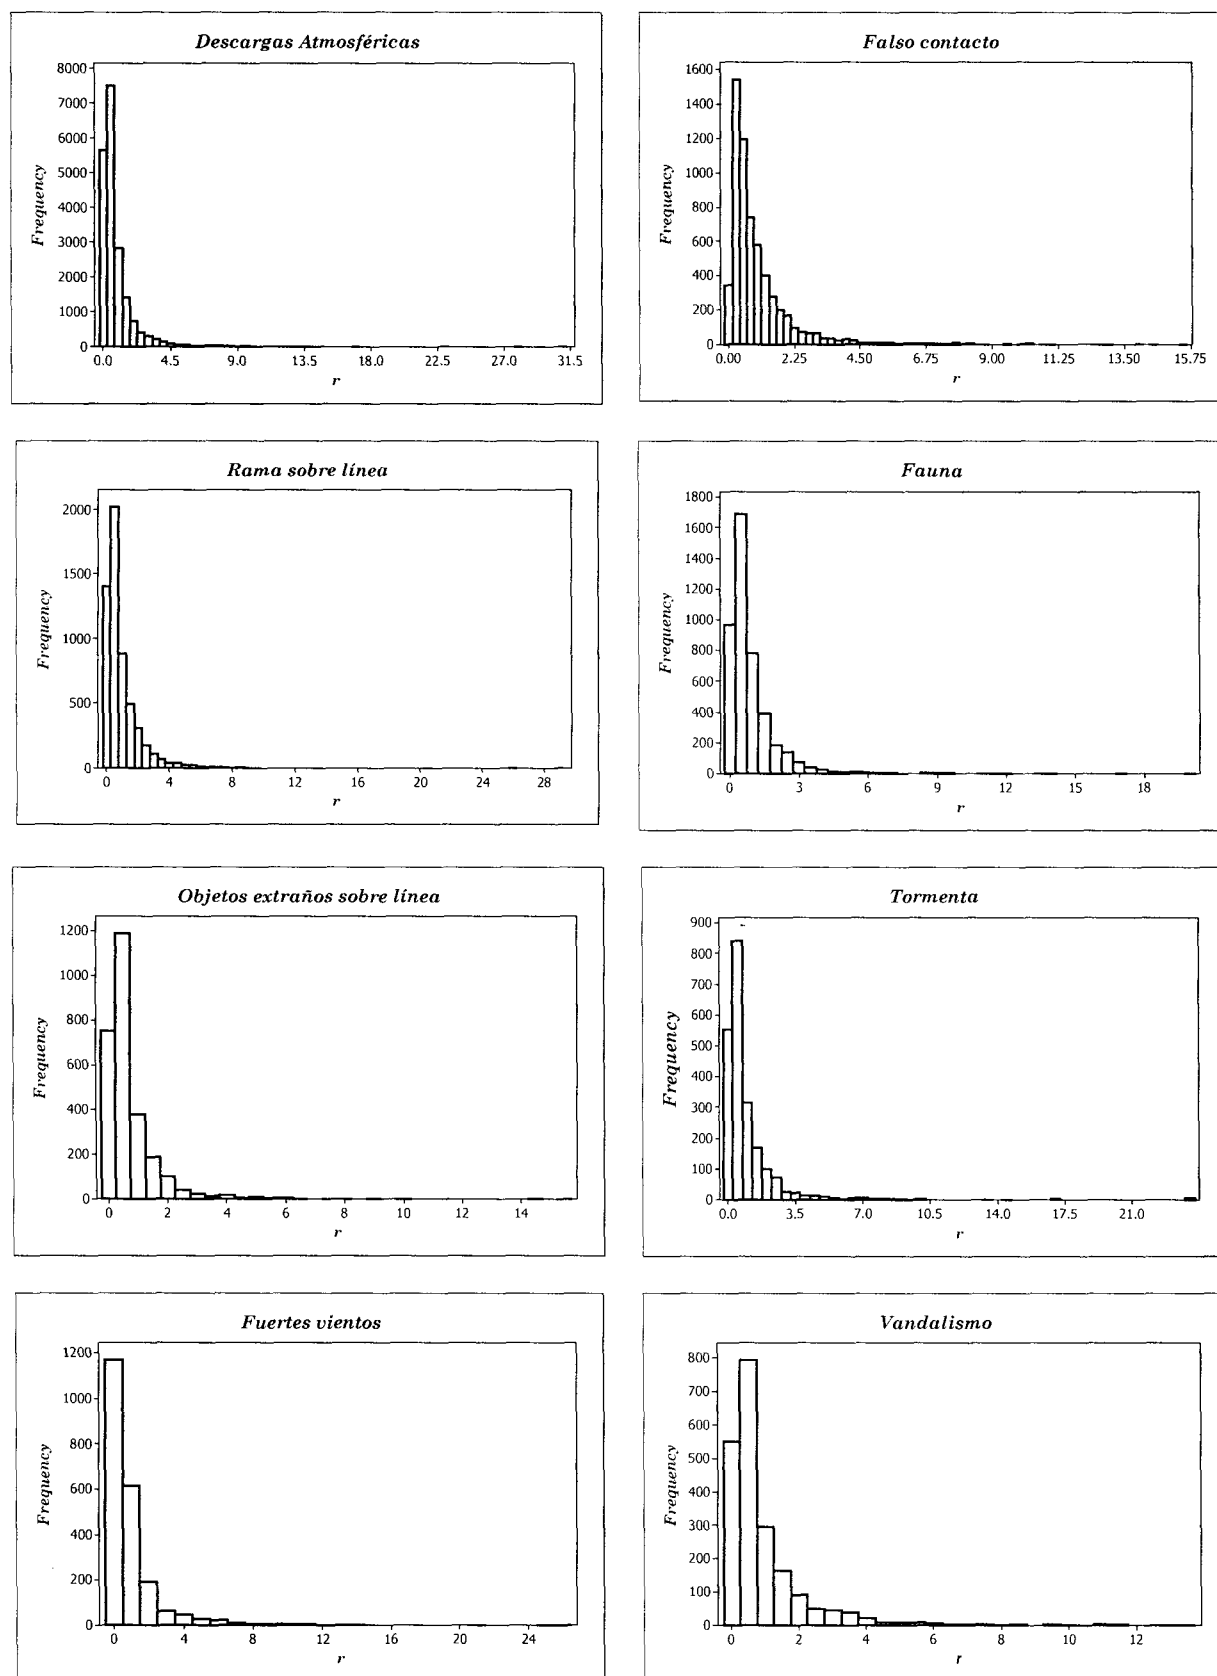 Descargas Atmosféricas
8000
7000
6000
5000
4000
3000
2000
1000
0
Frequency
0.0 4.5 9.0 13.5 18.0 22.5 27.0 31.5
r
Falso contacto
1600
1400
1200
1000
800
600
400
200
0
Frequency
0.00 2.25 4.50 6.75 9.00 11.25 13.50 15.75
r
Rama sobre línea
2000
1500
1000
500
0
Frequency
0 4 8 12 16 20 24 28
r
Fauna
1800
1600
1400
1200
1000
800
600
400
200
0
Frequency
0 3 6 9 12 15 18
r
Objetos extraños sobre línea
1200
1000
800
600
400
200
0
Frequency
0 2 4 6 8 10 12 14
r
Tormenta
900
800
700
600
500
400
300
200
100
0
Frequency
0.0 3.5 7.0 10.5 14.0 17.5 21.0
r
Fuertes vientos
1200
1000
800
600
400
200
0
Frequency
0 4 8 12 16 20 24
r
Vandalismo
800
700
600
500
400
300
200
100
0
Frequency
0 2 4 6 8 10 12
r